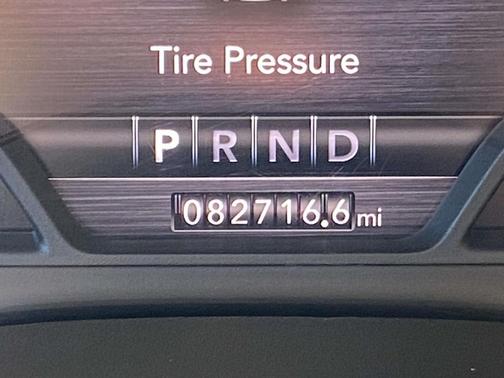 Tire Pressure
P R N D
082716.6 mi